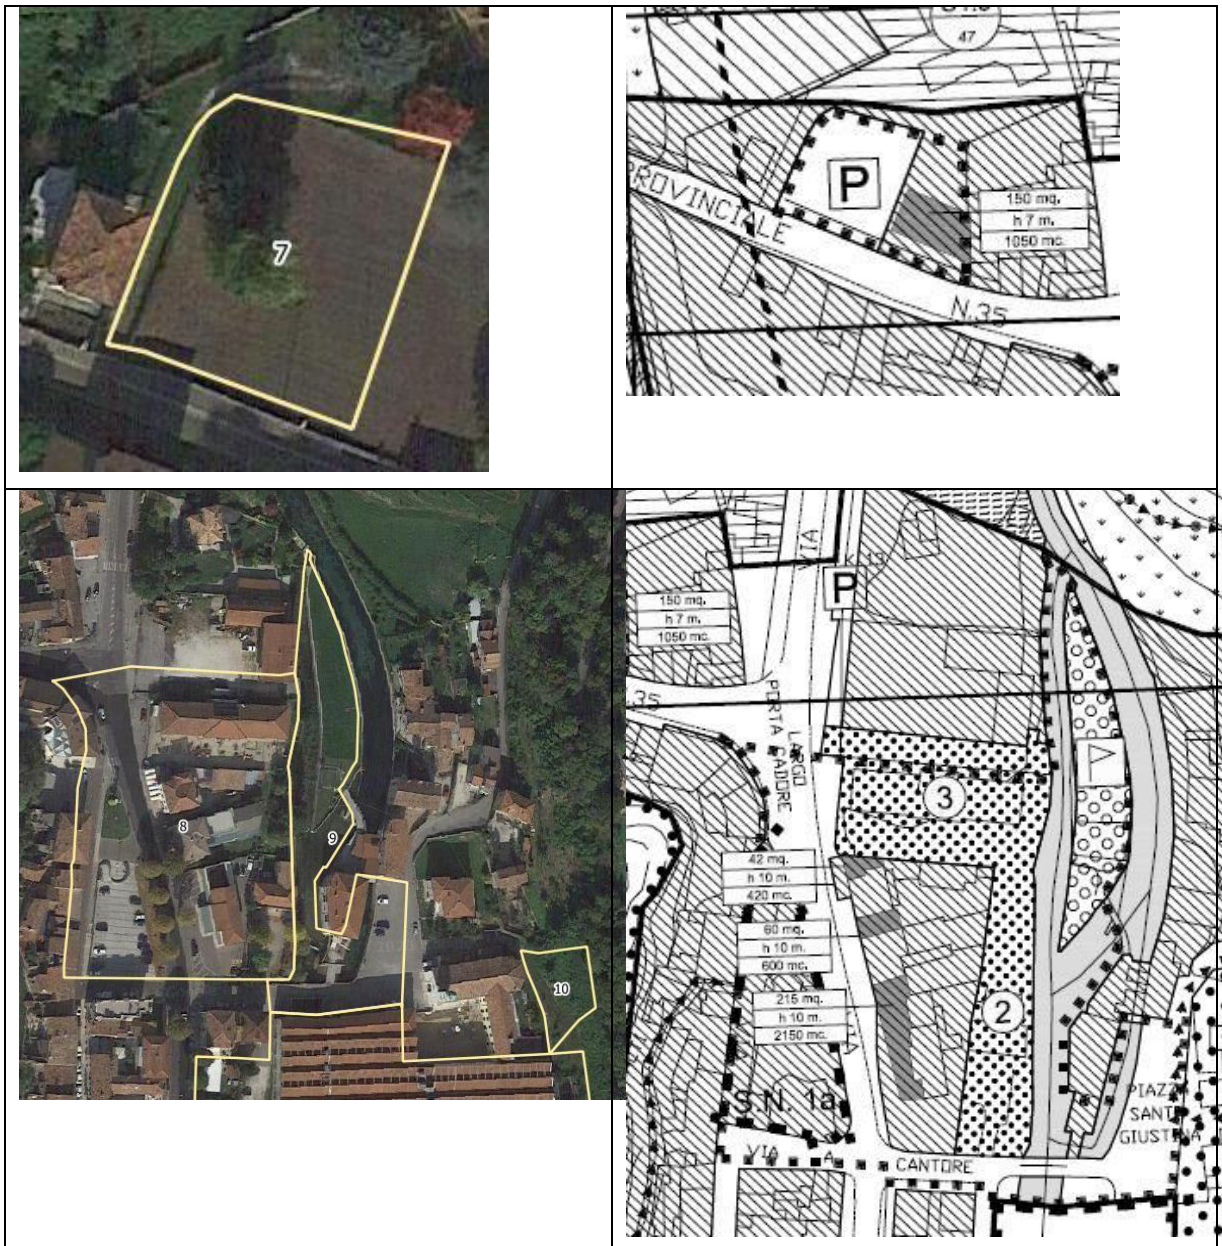 7
47
P
PROVINCIALE
N.35
150 mq.
h 7 m.
1050 mc.
8
9
10
VIA
P
150 mq.
h 7 m.
1050 mc.
.35
LARGO
PORTA CADORE
3
42 mq.
h 10 m.
420 mc.
60 mq.
h 10 m.
600 mc.
215 mq.
h 10 m.
2150 mc.
2
S.N. 1a
VIA A. CANTORE
PIAZZA
SANTA
GIUSTINA